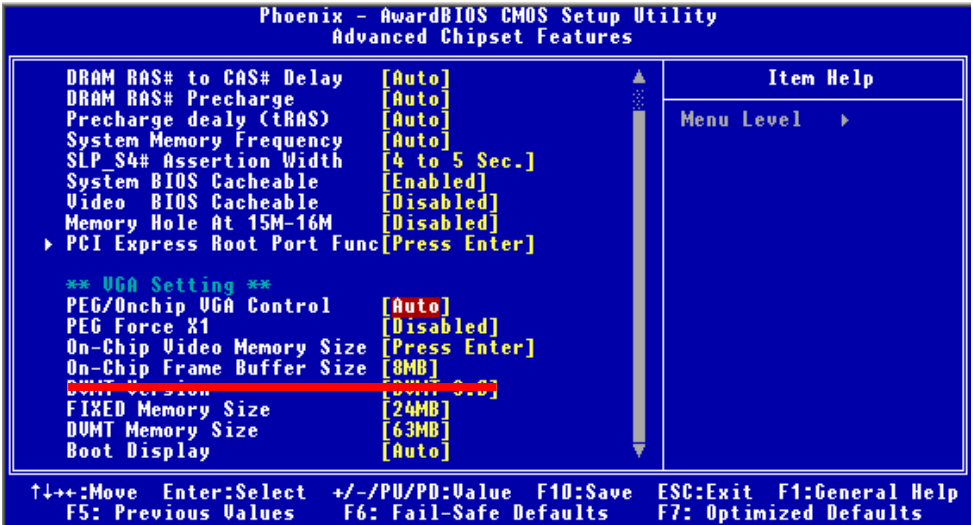 Phoenix - AwardBIOS CMOS Setup Utility
Advanced Chipset Features
DRAM RAS# to CAS# Delay [Auto]
DRAM RAS# Precharge [Auto]
Precharge dealy (tRAS) [Auto]
System Memory Frequency [Auto]
SLP_S4# Assertion Width [4 to 5 Sec.]
System BIOS Cacheable [Enabled]
Video BIOS Cacheable [Disabled]
Memory Hole At 15M-16M [Disabled]
PCI Express Root Port Func[Press Enter]
** VGA Setting **
PEG/Onchip VGA Control [Auto]
PEG Force X1 [Disabled]
On-Chip Video Memory Size [Press Enter]
On-Chip Frame Buffer Size [8MB]
DVMT Version [DVMT 3.0]
FIXED Memory Size [24MB]
DVMT Memory Size [63MB]
Boot Display [Auto]
Item Help
Menu Level
↑↓→←:Move Enter:Select +/-/PU/PD:Value F10:Save ESC:Exit F1:General Help
F5: Previous Values F6: Fail-Safe Defaults F7: Optimized Defaults